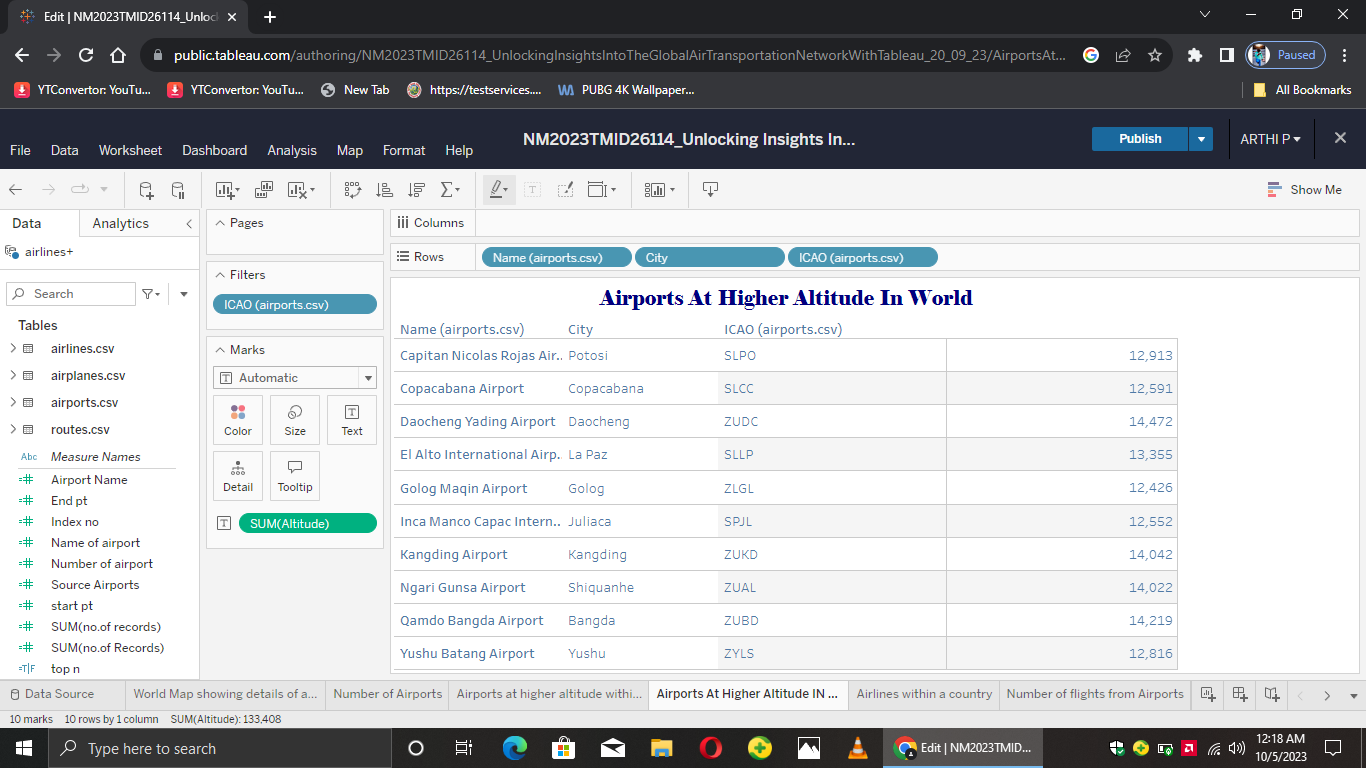 Edit | NM2023TMID26114_Unloc
public.tableau.com/authoring/NM2023TMID26114_UnlockingInsightsIntoTheGlobalAirTransportationNetworkWithTableau_20_09_23/AirportsAt... Paused
YTConvertor: YouTu... YTConvertor: YouTu... New Tab https://testservices.... PUBG 4K Wallpaper... All Bookmarks
NM2023TMID26114_Unlocking Insights In... Publish ARTHI P
File Data Worksheet Dashboard Analysis Map Format Help
Show Me
Data Analytics Pages Columns
airlines+ Rows Name (airports.csv) City ICAO (airports.csv)
Filters
Search ICAO (airports.csv) Airports At Higher Altitude In World
Tables Name (airports.csv) City ICAO (airports.csv)
airlines.csv
airplanes.csv
airports.csv
routes.csv
Abc Measure Names
Airport Name
End pt
Index no
Name of airport
Number of airport
Source Airports
start pt
SUM(no.of records)
SUM(no.of Records)
T|F top n
Marks
Automatic
Color Size Text
Detail Tooltip
SUM(Altitude)
Capitan Nicolas Rojas Air.. Potosi SLPO 12,913
Copacabana Airport Copacabana SLCC 12,591
Daocheng Yading Airport Daocheng ZUDC 14,472
El Alto International Airp.. La Paz SLLP 13,355
Golog Maqin Airport Golog ZLGL 12,426
Inca Manco Capac Intern.. Juliaca SPJL 12,552
Kangding Airport Kangding ZUKD 14,042
Ngari Gunsa Airport Shiquanhe ZUAL 14,022
Qamdo Bangda Airport Bangda ZUBD 14,219
Yushu Batang Airport Yushu ZYLS 12,816
Data Source World Map showing details of a... Number of Airports Airports at higher altitude withi... Airports At Higher Altitude IN ... Airlines within a country Number of flights from Airports
10 marks 10 rows by 1 column SUM(Altitude): 133,408
Type here to search Edit | NM2023TMID... 12:18 AM
10/5/2023